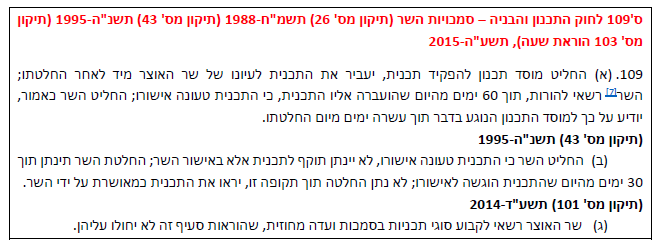 ס'109 לחוק התכנון והבניה – סמכויות השר (תיקון מס' 26) תשמ"ח-1988 (תיקון מס' 43) תשנ"ה-1995 (תיקון
מס' 103 הוראת שעה), תשע"ה-2015
109. (א) החליט מוסד תכנון להפקיד תכנית, יעביר את התכנית לעיונו של שר האוצר מיד לאחר החלטתו;
השר[7] רשאי להורות, תוך 60 ימים מהיום שהועברה אליו התכנית, כי התכנית טעונה אישורו; החליט השר כאמור,
יודיע על כך למוסד התכנון הנוגע בדבר תוך עשרה ימים מיום החלטתו.
(תיקון מס' 43) תשנ"ה-1995
(ב) החליט השר כי התכנית טעונה אישורו, לא יינתן תוקף לתכנית אלא באישור השר; החלטת השר תינתן תוך
30 ימים מהיום שהתכנית הוגשה לאישורו; לא נתן החלטה תוך תקופה זו, יראו את התכנית כמאושרת על ידי השר.
(תיקון מס' 101) תשע"ד-2014
(ג) שר האוצר רשאי לקבוע סוגי תכניות בסמכות ועדה מחוזית, שהוראות סעיף זה לא יחולו עליהן.